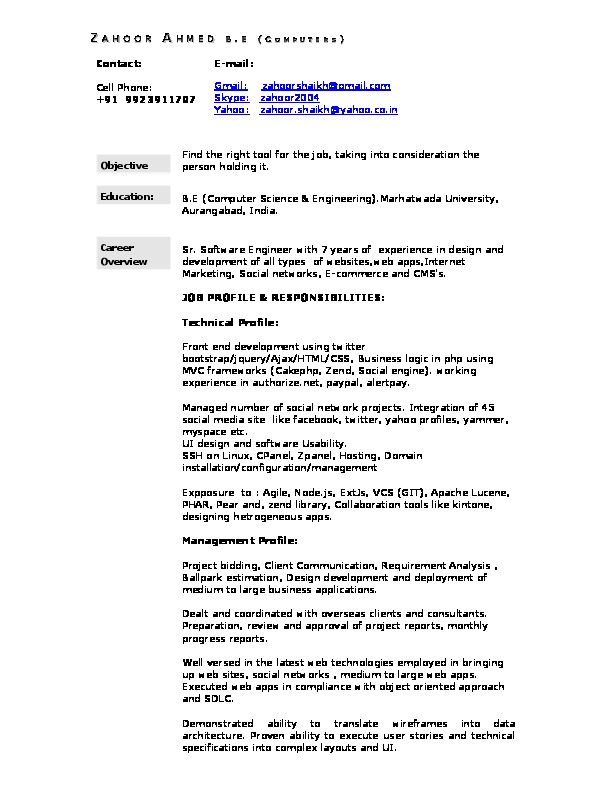 ZAHOOR AHMED B.E (COMPUTERS)
Contact: E-mail:
Cell Phone: Gmail: zahoorshaikh@gmail.com
+91 9923911707 Skype: zahoor2004
Yahoo: zahoor.shaikh@yahoo.co.in
Objective
Find the right tool for the job, taking into consideration the
person holding it.
Education:
B.E (Computer Science & Engineering).Marhatwada University,
Aurangabad, India.
Career
Overview
Sr. Software Engineer with 7 years of experience in design and
development of all types of websites,web apps,Internet
Marketing, Social networks, E-commerce and CMS's.
JOB PROFILE & RESPONSIBILITIES:
Technical Profile:
Front end development using twitter
bootstrap/jquery/Ajax/HTML/CSS, Business logic in php using
MVC frameworks (Cakephp, Zend, Social engine). working
experience in authorize.net, paypal, alertpay.
Managed number of social network projects. Integration of 45
social media site like facebook, twitter, yahoo profiles, yammer,
myspace etc.
UI design and software Usability.
SSH on Linux, CPanel, Zpanel, Hosting, Domain
installation/configuration/management
Expposure to : Agile, Node.js, ExtJs, VCS (GIT), Apache Lucene,
PHAR, Pear and, zend library, Collaboration tools like kintone,
designing hetrogeneous apps.
Management Profile:
Project bidding, Client Communication, Requirement Analysis ,
Ballpark estimation, Design development and deployment of
medium to large business applications.
Dealt and coordinated with overseas clients and consultants.
Preparation, review and approval of project reports, monthly
progress reports.
Well versed in the latest web technologies employed in bringing
up web sites, social networks , medium to large web apps.
Executed web apps in compliance with object oriented approach
and SDLC.
Demonstrated ability to translate wireframes into data
architecture. Proven ability to execute user stories and technical
specifications into complex layouts and UI.